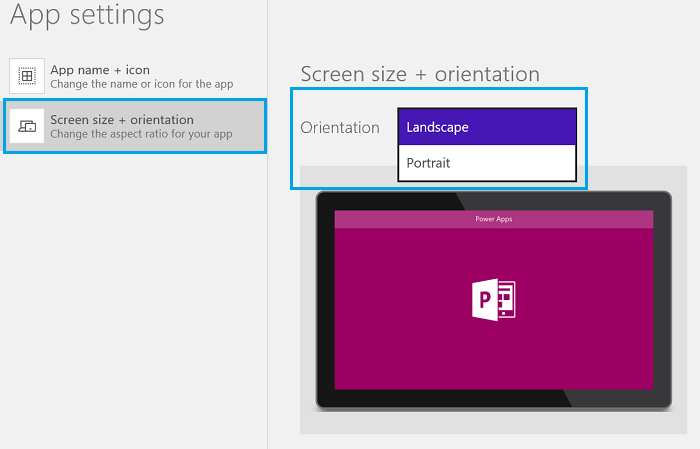 App settings
App name + icon
Change the name or icon for the app
Screen size + orientation
Change the aspect ratio for your app
Screen size + orientation
Orientation
Landscape
Portrait
Power Apps
P